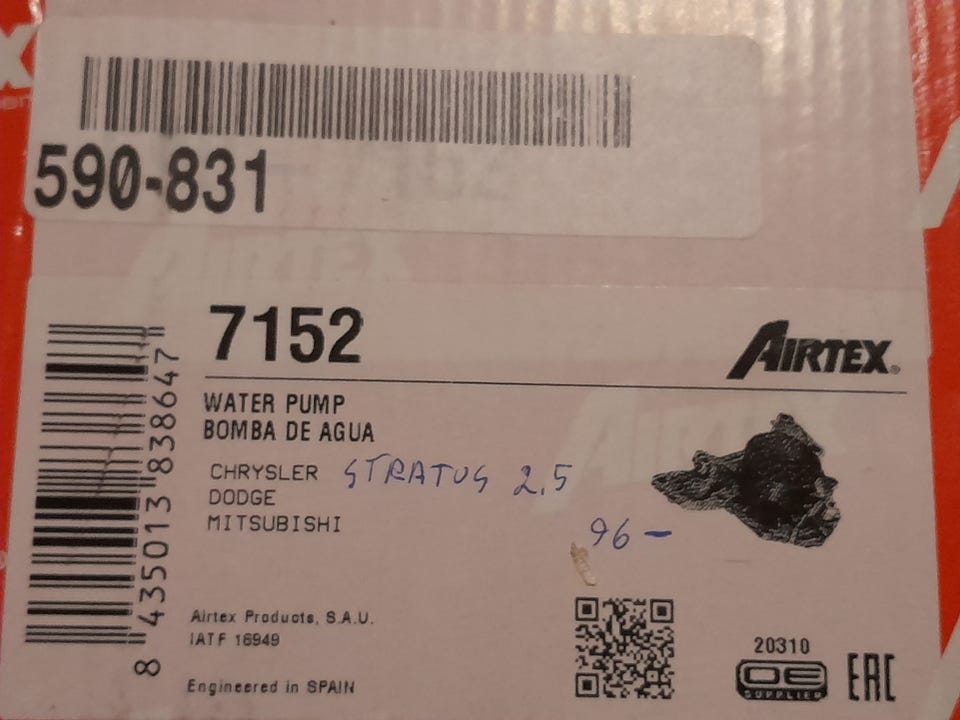 590-831
7152
AIRTEX®
WATER PUMP
BOMBA DE AGUA
CHRYSLER STRATUS 2.5
DODGE
MITSUBISHI
96-
8 435013 838647
Airtex Products, S.A.U.
IATF 16949
Engineered in SPAIN
20310
OE
SUPPLIER
EAC